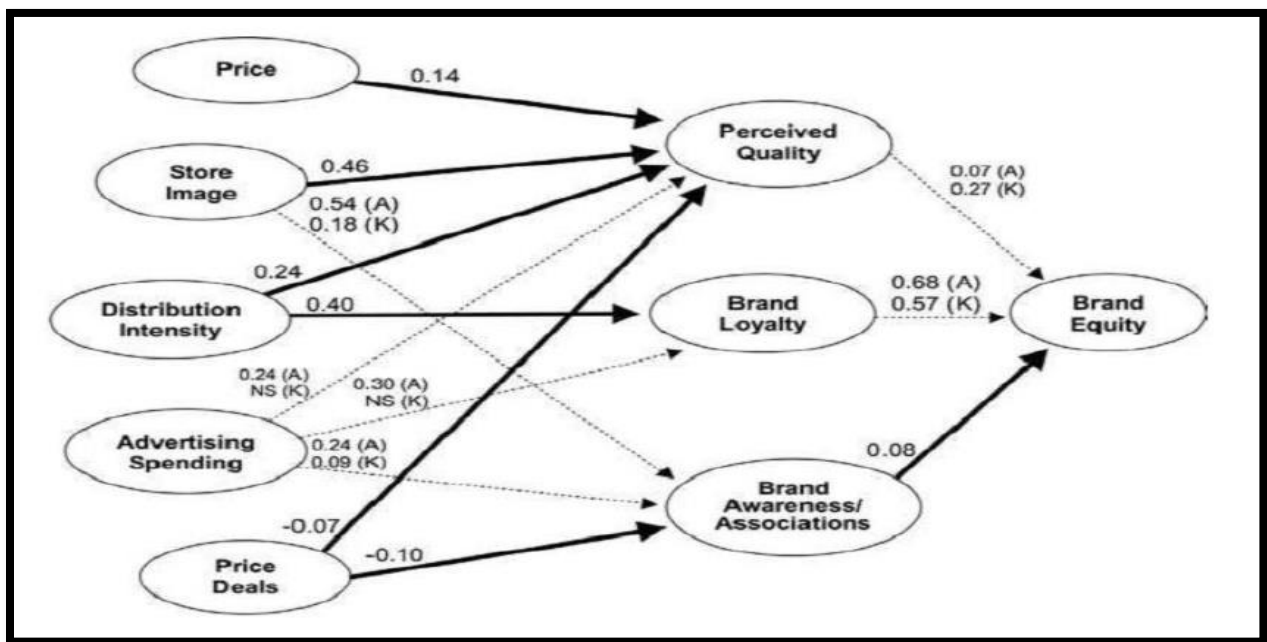 Price
0.14
Perceived
Quality
Store
Image
0.46
0.54 (A)
0.18 (K)
0.07 (A)
0.27 (K)
Distribution
Intensity
0.24
0.40
Brand
Loyalty
0.68 (A)
0.57 (K)
Brand
Equity
0.24 (A)
NS (K)
0.30 (A)
NS (K)
Advertising
Spending
0.24 (A)
0.09 (K)
0.08
Brand
Awareness/
Associations
-0.07
-0.10
Price
Deals